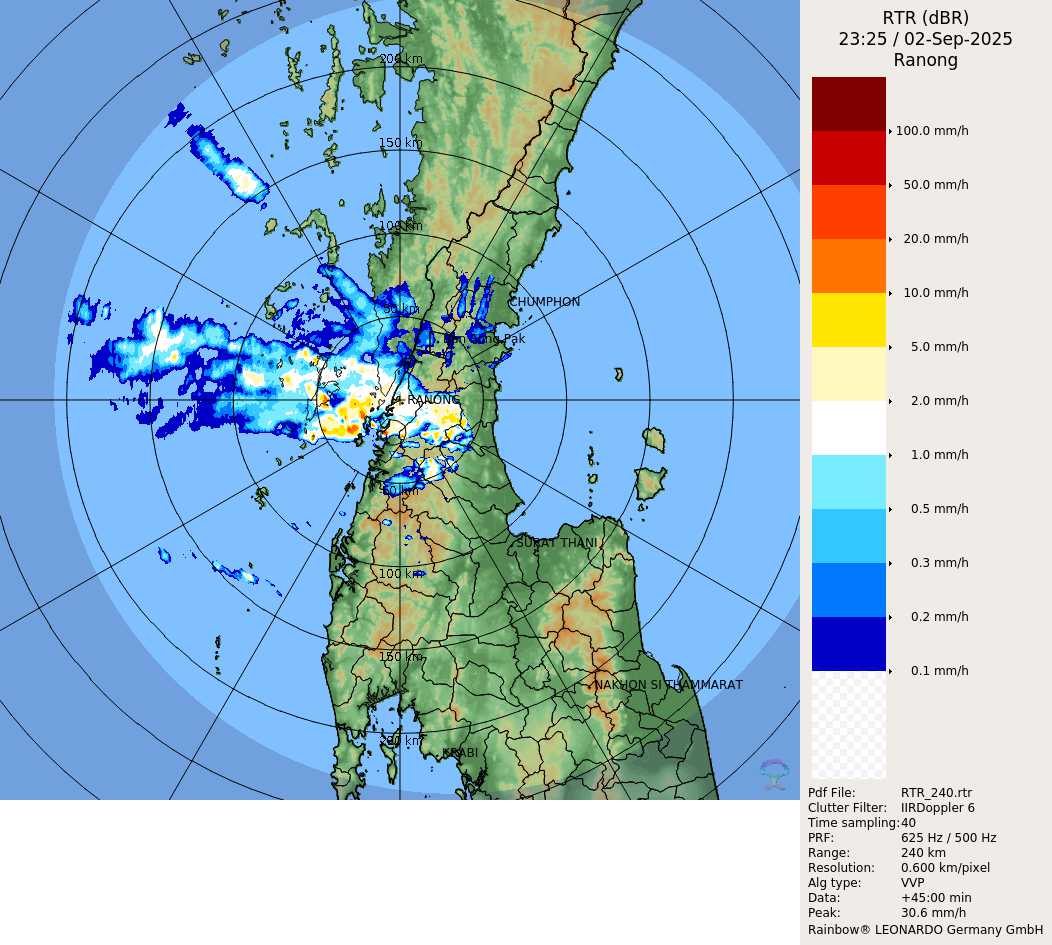 RTR (dBR)
23:25 / 02-Sep-2025
Ranong
200 km
150 km
100 km
50 km
CHUMPHON
RANONG
50 km
SURAT THANI
100 km
150 km
NAKHON SI THAMMARAT
200 km
KRABI
100.0 mm/h
50.0 mm/h
20.0 mm/h
10.0 mm/h
5.0 mm/h
2.0 mm/h
1.0 mm/h
0.5 mm/h
0.3 mm/h
0.2 mm/h
0.1 mm/h
Pdf File: RTR_240.rtr
Clutter Filter: IIRDoppler 6
Time sampling:40
PRF: 625 Hz / 500 Hz
Range: 240 km
Resolution: 0.600 km/pixel
Alg type: VVP
Data: +45:00 min
Peak: 30.6 mm/h
Rainbow® LEONARDO Germany GmbH